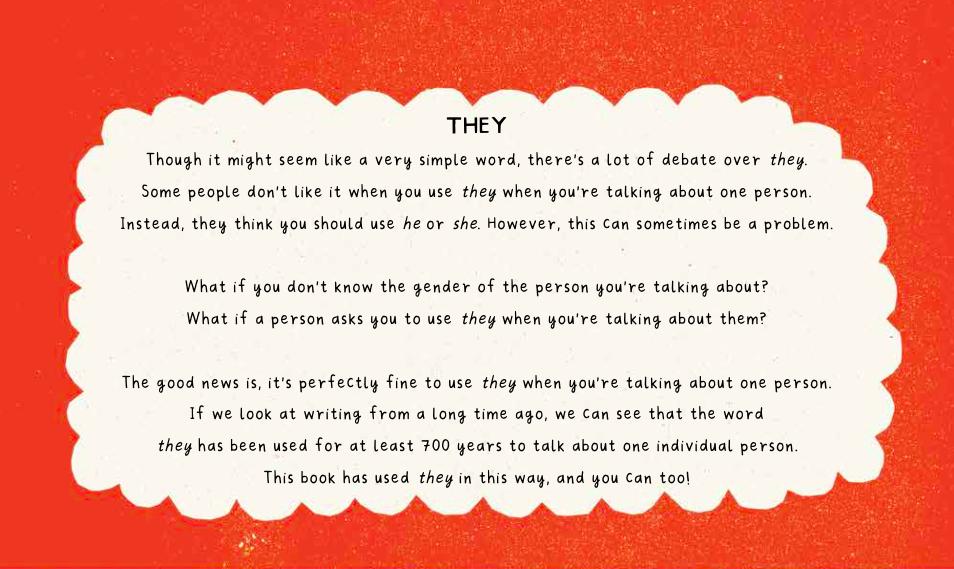 THEY
Though it might seem like a very simple word, there's a lot of debate over they.
Some people don't like it when you use they when you're talking about one person.
Instead, they think you should use he or she. However, this can sometimes be a problem.
What if you don't know the gender of the person you're talking about?
What if a person asks you to use they when you're talking about them?
The good news is, it's perfectly fine to use they when you're talking about one person.
If we look at writing from a long time ago, we can see that the word
they has been used for at least 700 years to talk about one individual person.
This book has used they in this way, and you can too!